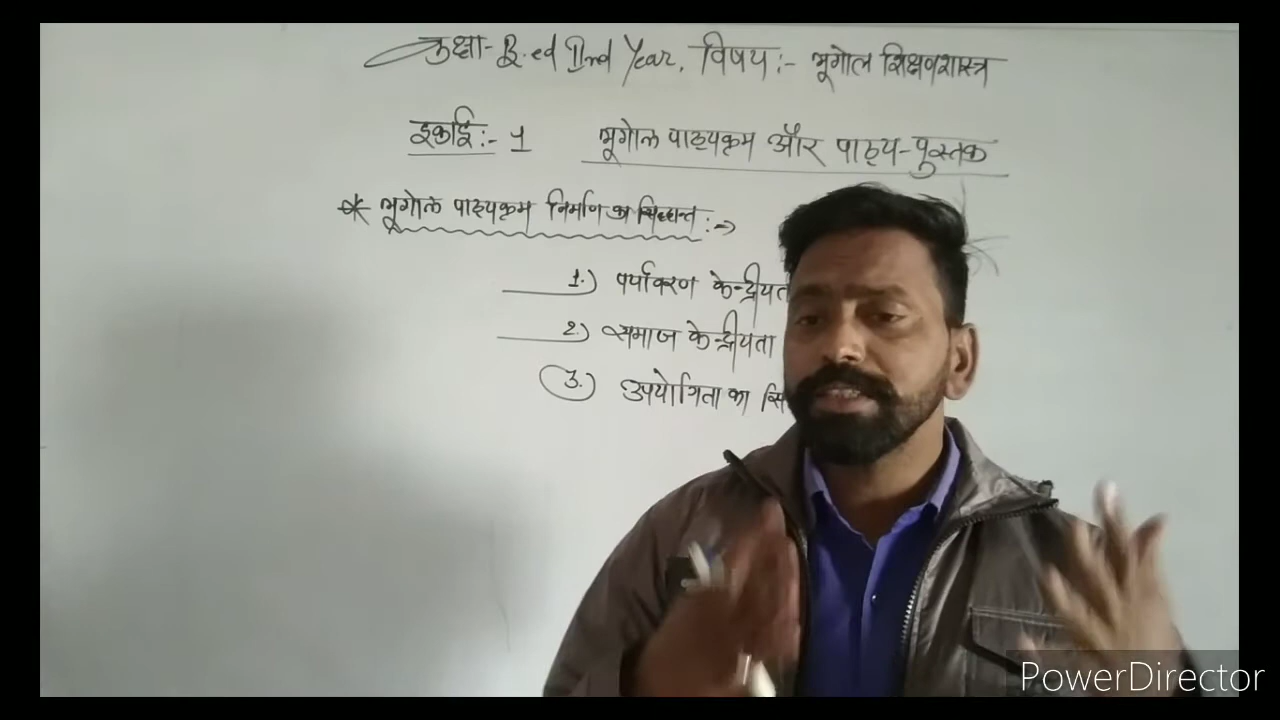 कक्षा- B.ed IInd Year, विषय:- भूगोल शिक्षणशास्त्र
इकाई:- 1 भूगोल पाठ्यक्रम और पाठ्य-पुस्तक
* भूगोल पाठ्यक्रम निर्माण का सिद्धान्त :→
1.) पर्यावरण केन्द्रीयत
2.) समाज केन्द्रीयता
3.) उपयोगिता का सि
PowerDirector